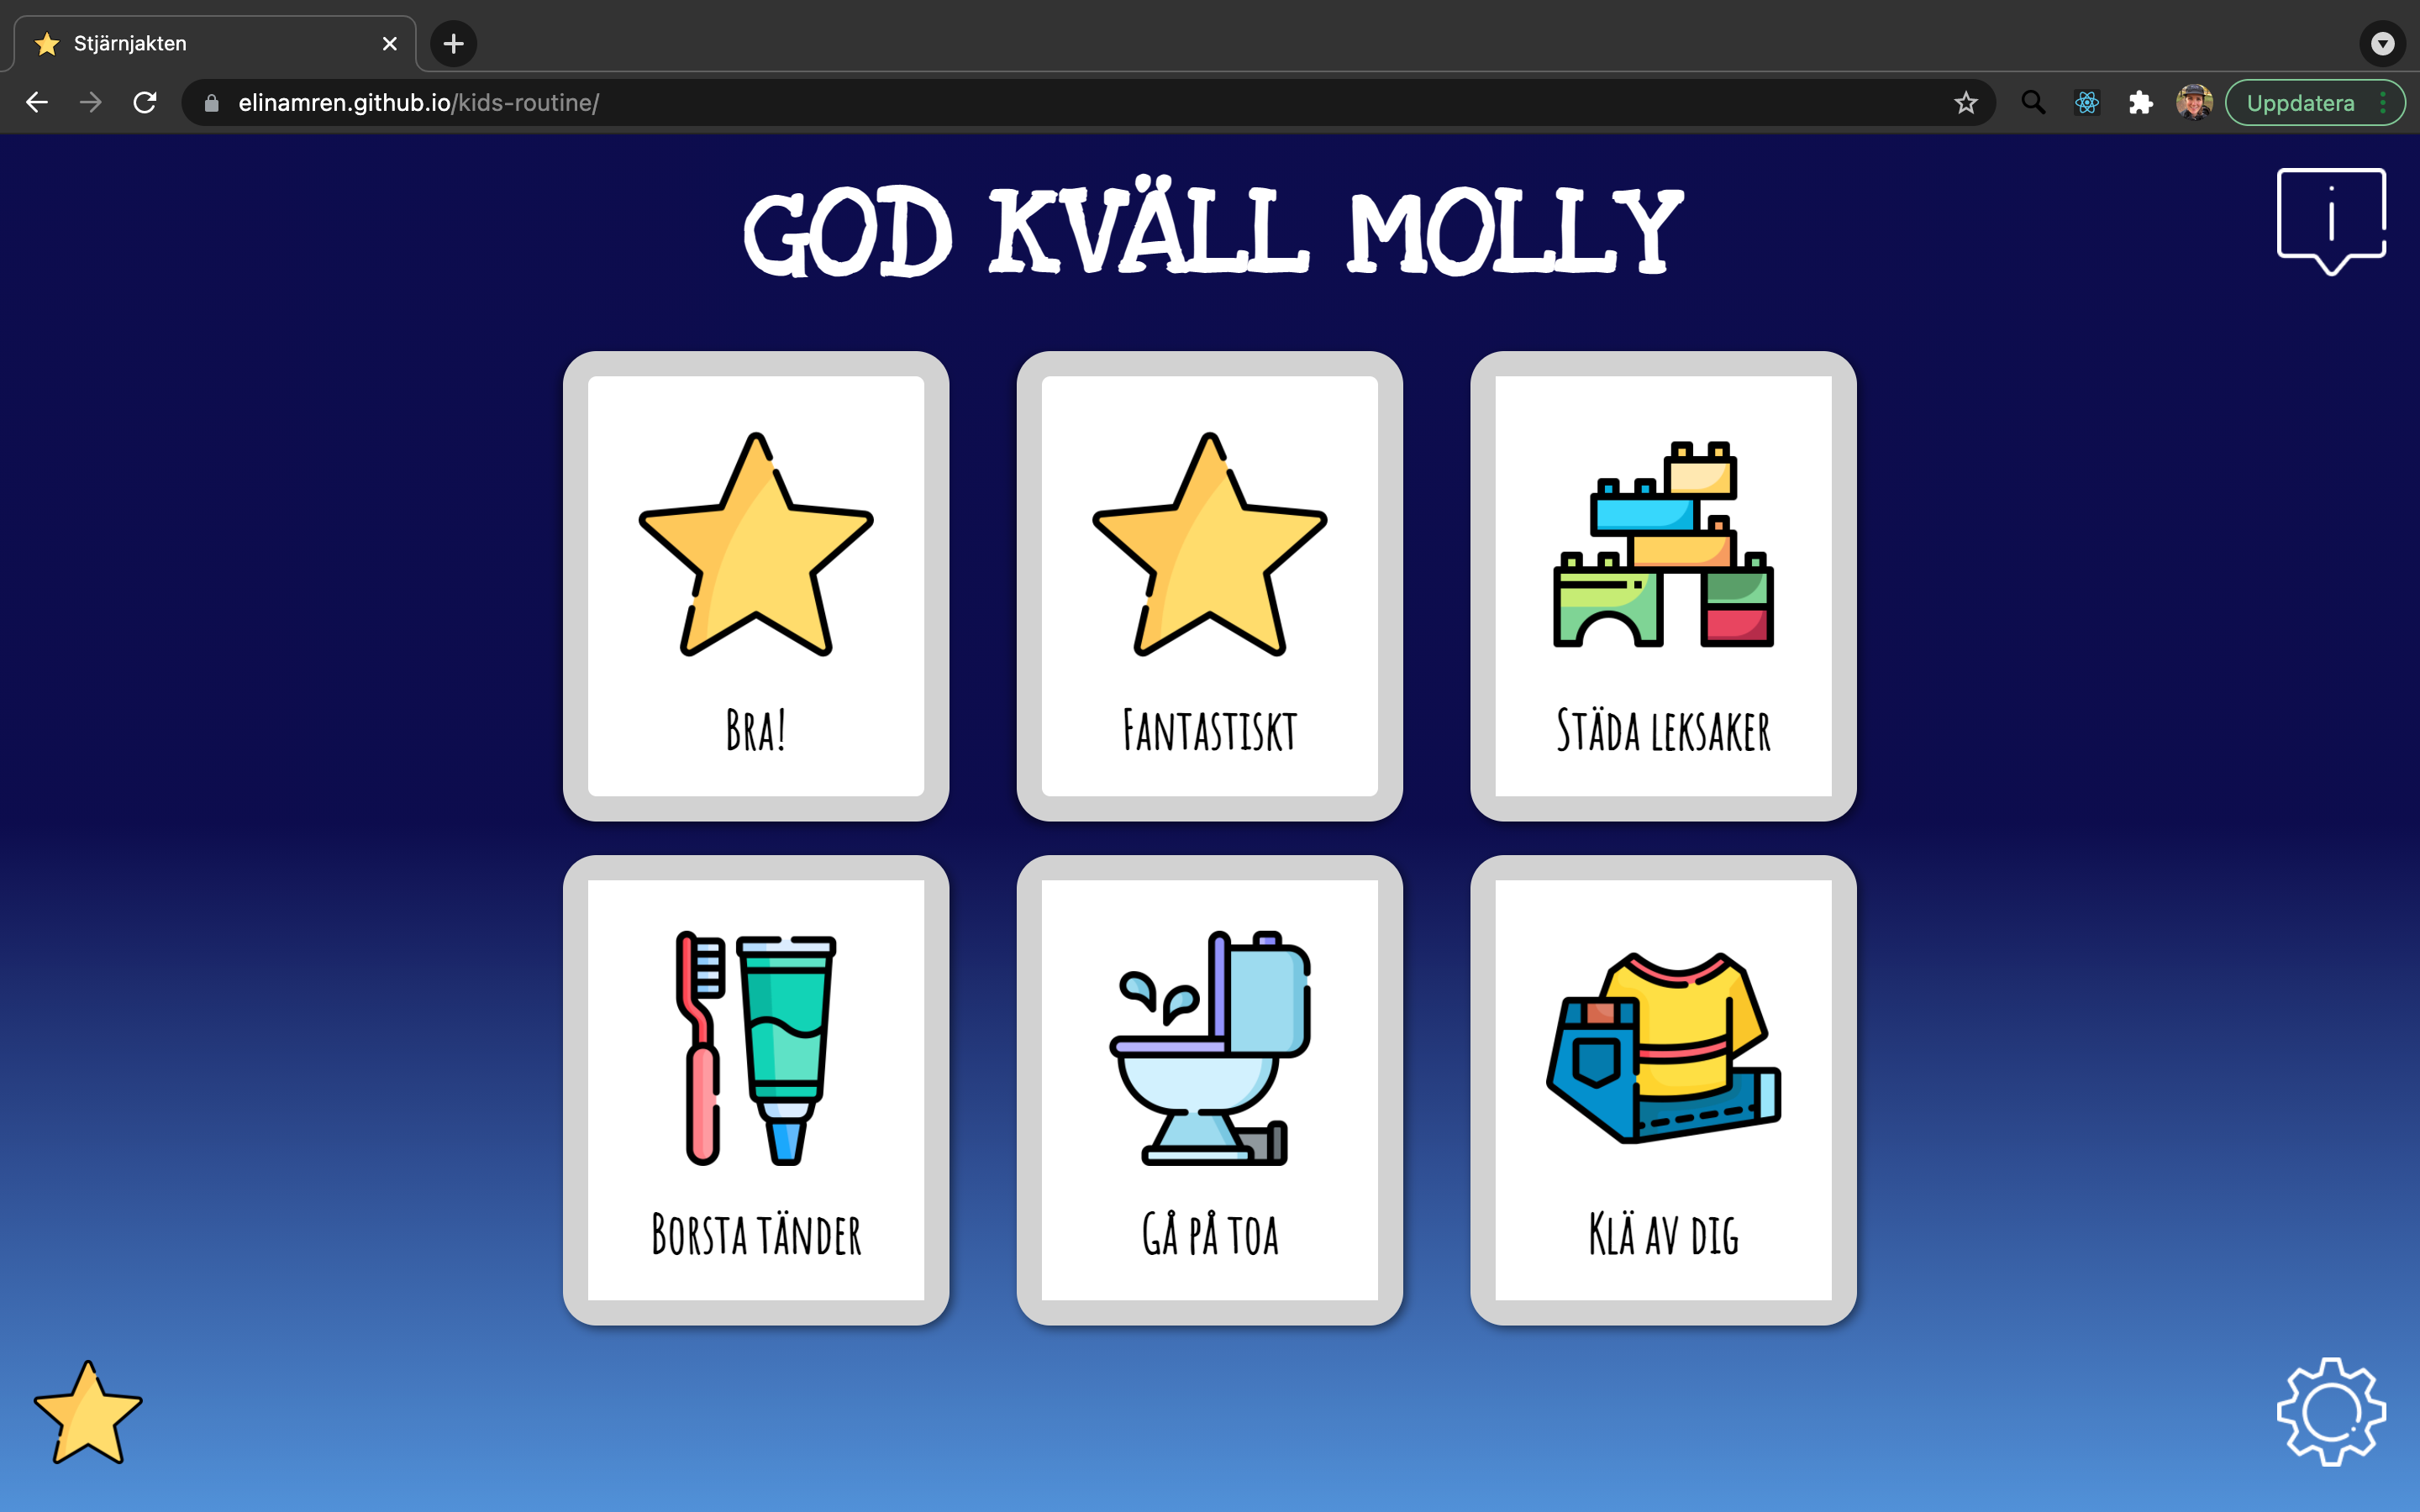 Stjärnjakten
elinamren.github.io/kids-routine/
Uppdatera
GOD KVÄLL MOLLY
i
BRA!
FANTASTISKT
STÄDA LEKSAKER
BORSTA TÄNDER
GÅ PÅ TOA
KLÄ AV DIG